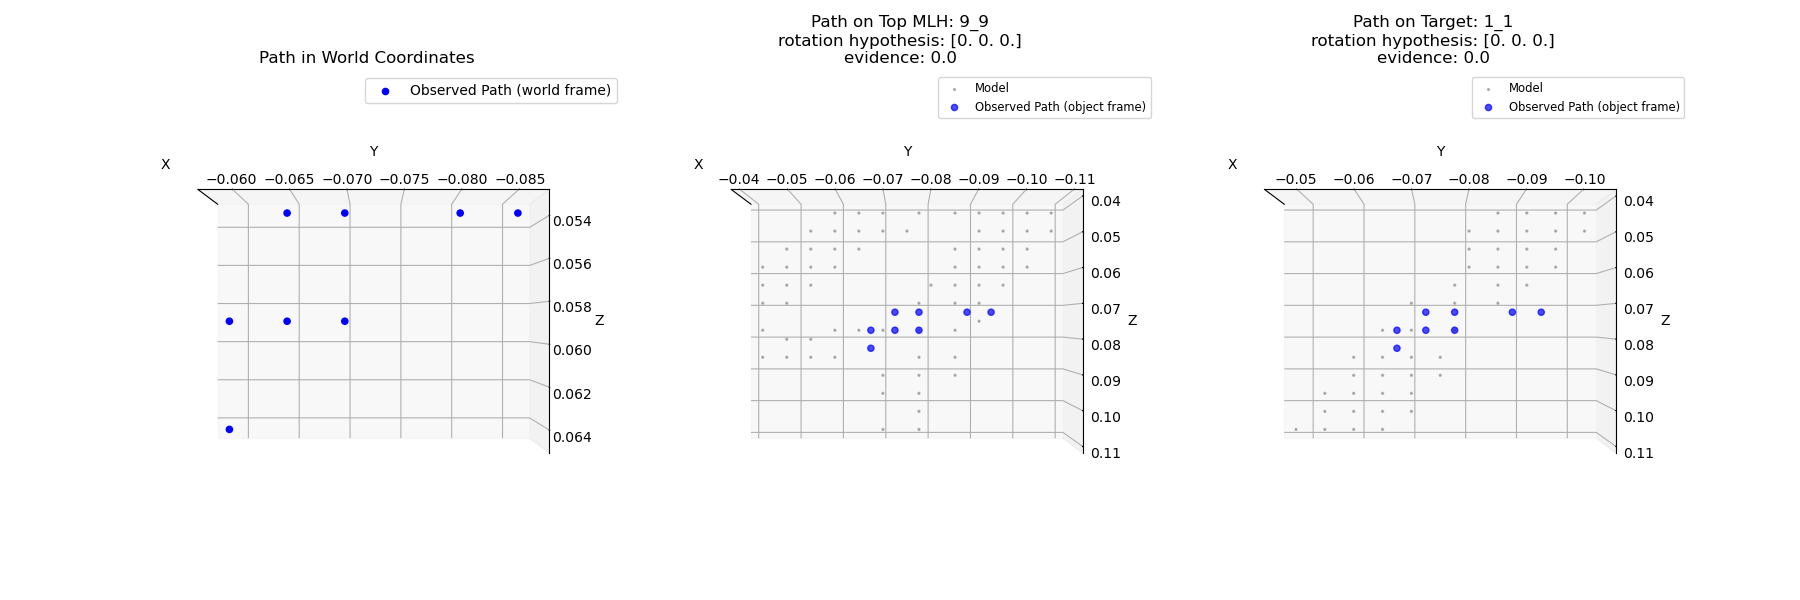 Path in World Coordinates
Observed Path (world frame)
X
Y
−0.060 −0.065 −0.070 −0.075 −0.080 −0.085
0.054
0.056
0.058
Z
0.060
0.062
0.064
Path on Top MLH: 9_9
rotation hypothesis: [0. 0. 0.]
evidence: 0.0
Model
Observed Path (object frame)
X
Y
−0.04 −0.05 −0.06 −0.07 −0.08 −0.09 −0.10 −0.11
0.04
0.05
0.06
0.07
Z
0.08
0.09
0.10
0.11
Path on Target: 1_1
rotation hypothesis: [0. 0. 0.]
evidence: 0.0
Model
Observed Path (object frame)
X
Y
−0.05 −0.06 −0.07 −0.08 −0.09 −0.10
0.04
0.05
0.06
0.07
Z
0.08
0.09
0.10
0.11